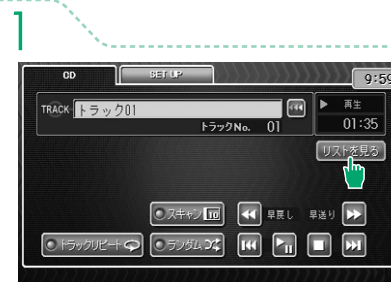 1
CD SET UP 9:59
TRACK トラック01 再生
トラックNo. 01 01:35
リストを見る
スキャン 10 早戻し 早送り
トラックリピート ランダム